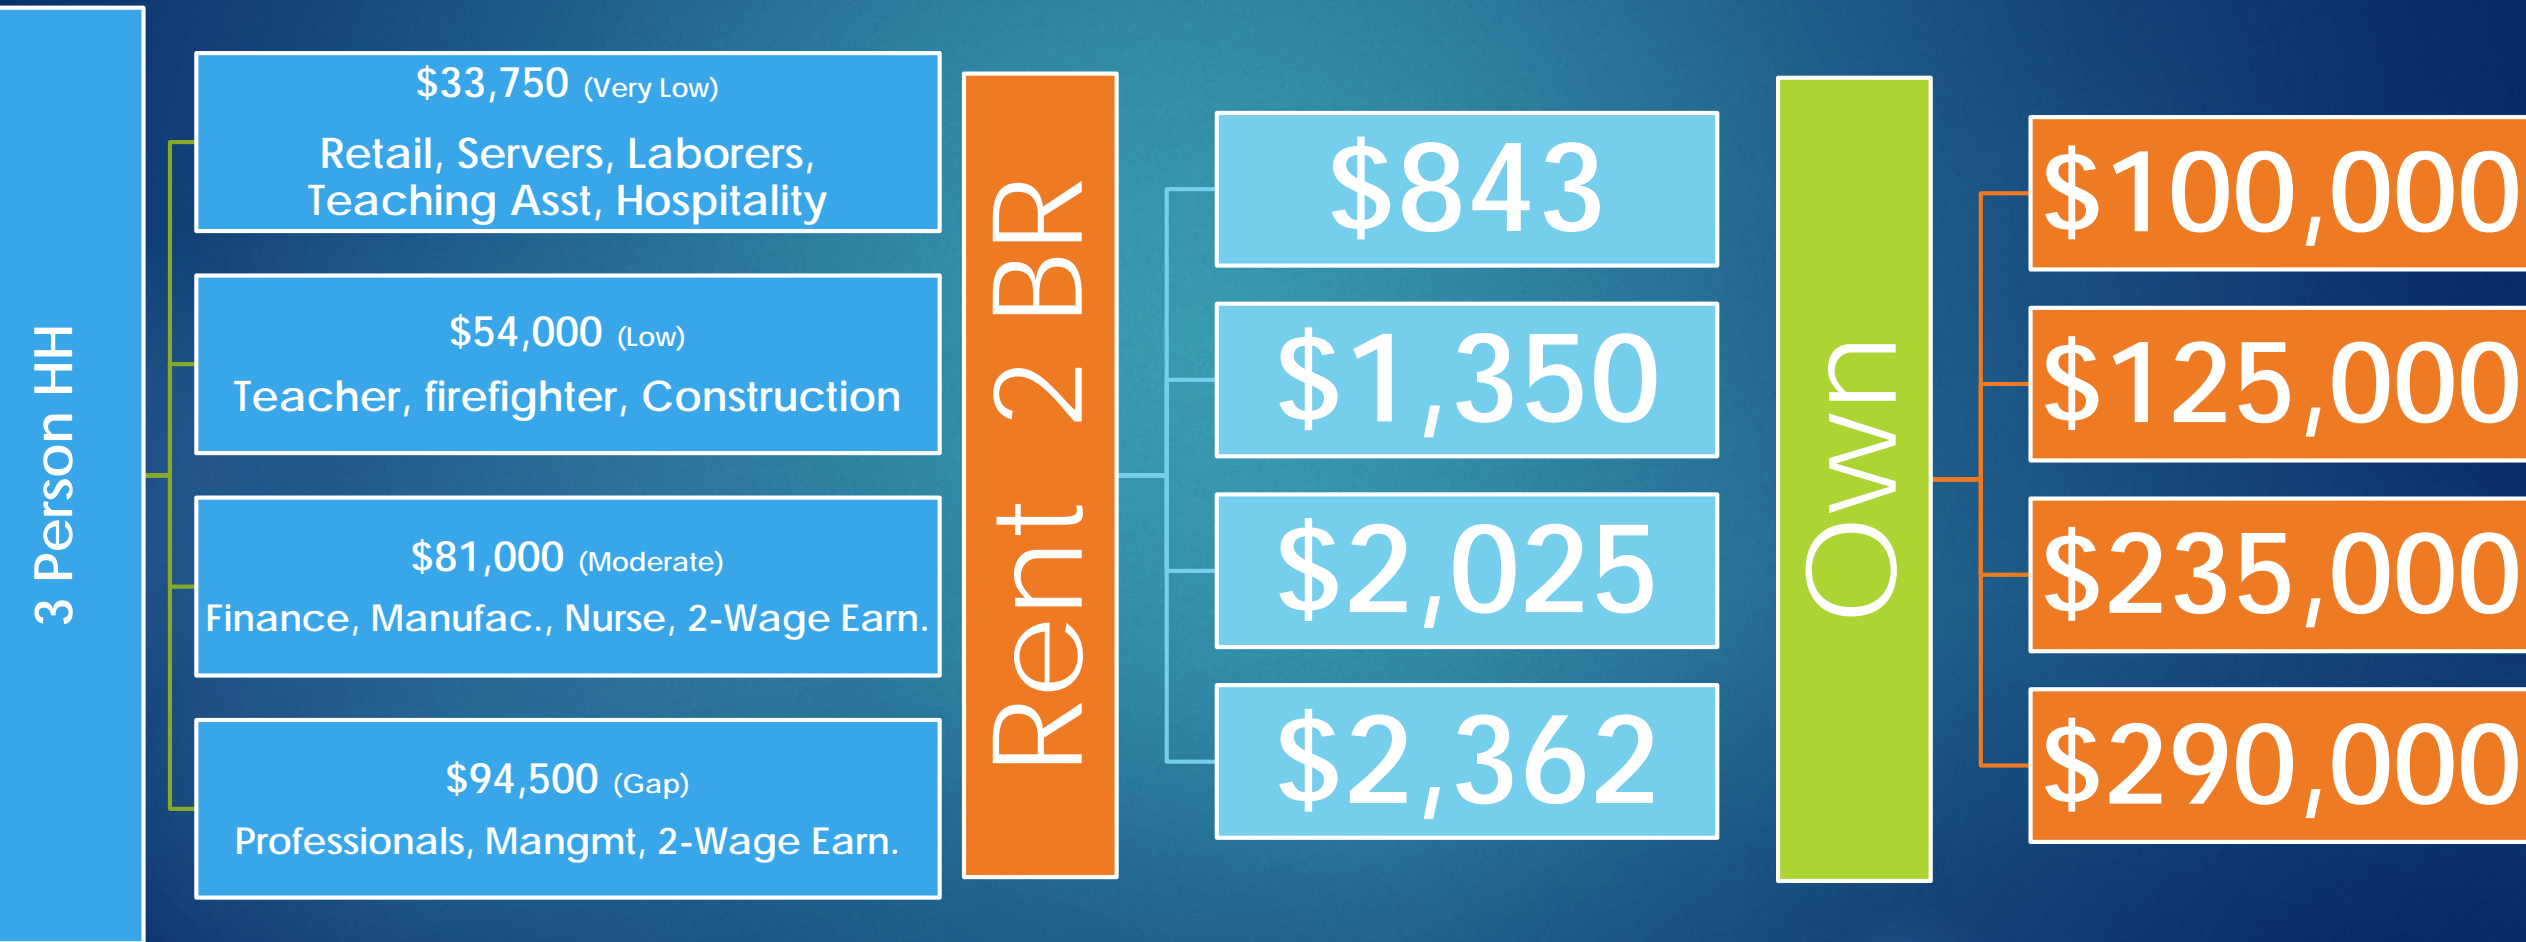 3 Person HH
$33,750 (Very Low)
Retail, Servers, Laborers,
Teaching Asst, Hospitality
$54,000 (Low)
Teacher, firefighter, Construction
$81,000 (Moderate)
Finance, Manufac., Nurse, 2-Wage Earn.
$94,500 (Gap)
Professionals, Mangmt, 2-Wage Earn.
Rent 2 BR
$843
$1,350
$2,025
$2,362
Own
$100,000
$125,000
$235,000
$290,000